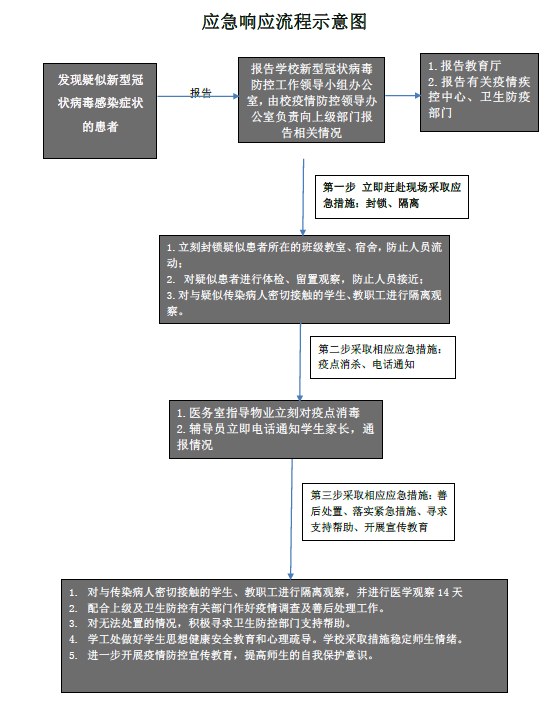 应急响应流程示意图
发现疑似新型冠
状病毒感染症状
的患者
报告
报告学校新型冠状病毒
防控工作领导小组办公
室，由校疫情防控领导办
公室负责向上级部门报
告相关情况
1.报告教育厅
2.报告有关疫情疾
控中心、卫生防疫
部门
第一步 立即赶赴现场采取应
急措施：封锁、隔离
1.立刻封锁疑似患者所在的班级教室、宿舍，防止人员流
动；
2. 对疑似患者进行体检、留置观察，防止人员接近；
3.对与疑似传染病人密切接触的学生、教职工进行隔离观
察。
第二步采取相应应急措施：
疫点消杀、电话通知
1.医务室指导物业立刻对疫点消毒
2.辅导员立即电话通知学生家长，通
报情况
第三步采取相应应急措施：善
后处置、落实紧急措施、寻求
支持帮助、开展宣传教育
1. 对与传染病人密切接触的学生、教职工进行隔离观察，并进行医学观察14天
2. 配合上级及卫生防控有关部门作好疫情调查及善后处理工作。
3. 对无法处置的情况，积极寻求卫生防控部门支持帮助。
4. 学工处做好学生思想健康安全教育和心理疏导。学校采取措施稳定师生情绪。
5. 进一步开展疫情防控宣传教育，提高师生的自我保护意识。